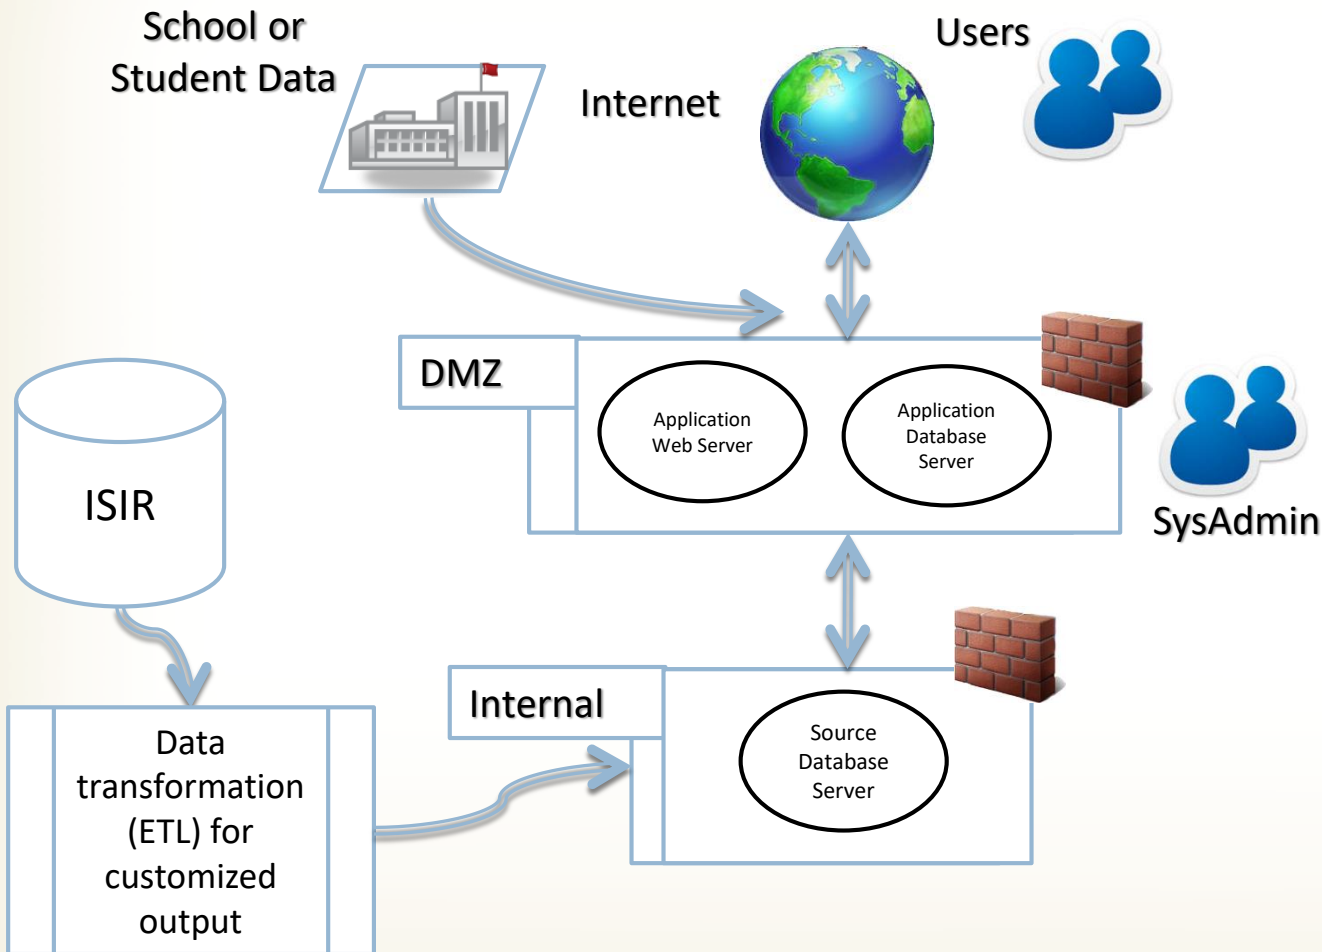 School or
Student Data
Internet
Users
DMZ
Application
Web Server
Application
Database
Server
SysAdmin
ISIR
Internal
Source
Database
Server
Data
transformation
(ETL) for
customized
output